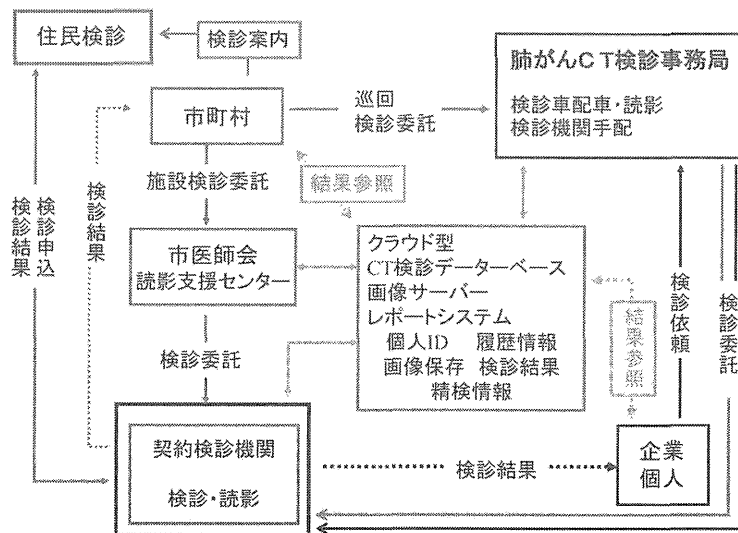 住民検診
検診案内
肺がんCT検診事務局
検診車配車・読影
検診機関手配
市町村
巡回
検診委託
施設検診委託
結果参照
検診結果
検診申込
検診結果
市医師会
読影支援センター
クラウド型
CT検診データーベース
画像サーバー
レポートシステム
個人ID 履歴情報
画像保存 検診結果
精検情報
結果参照
検診依頼
検診委託
検診委託
契約検診機関
検診・読影
検診結果
企業
個人